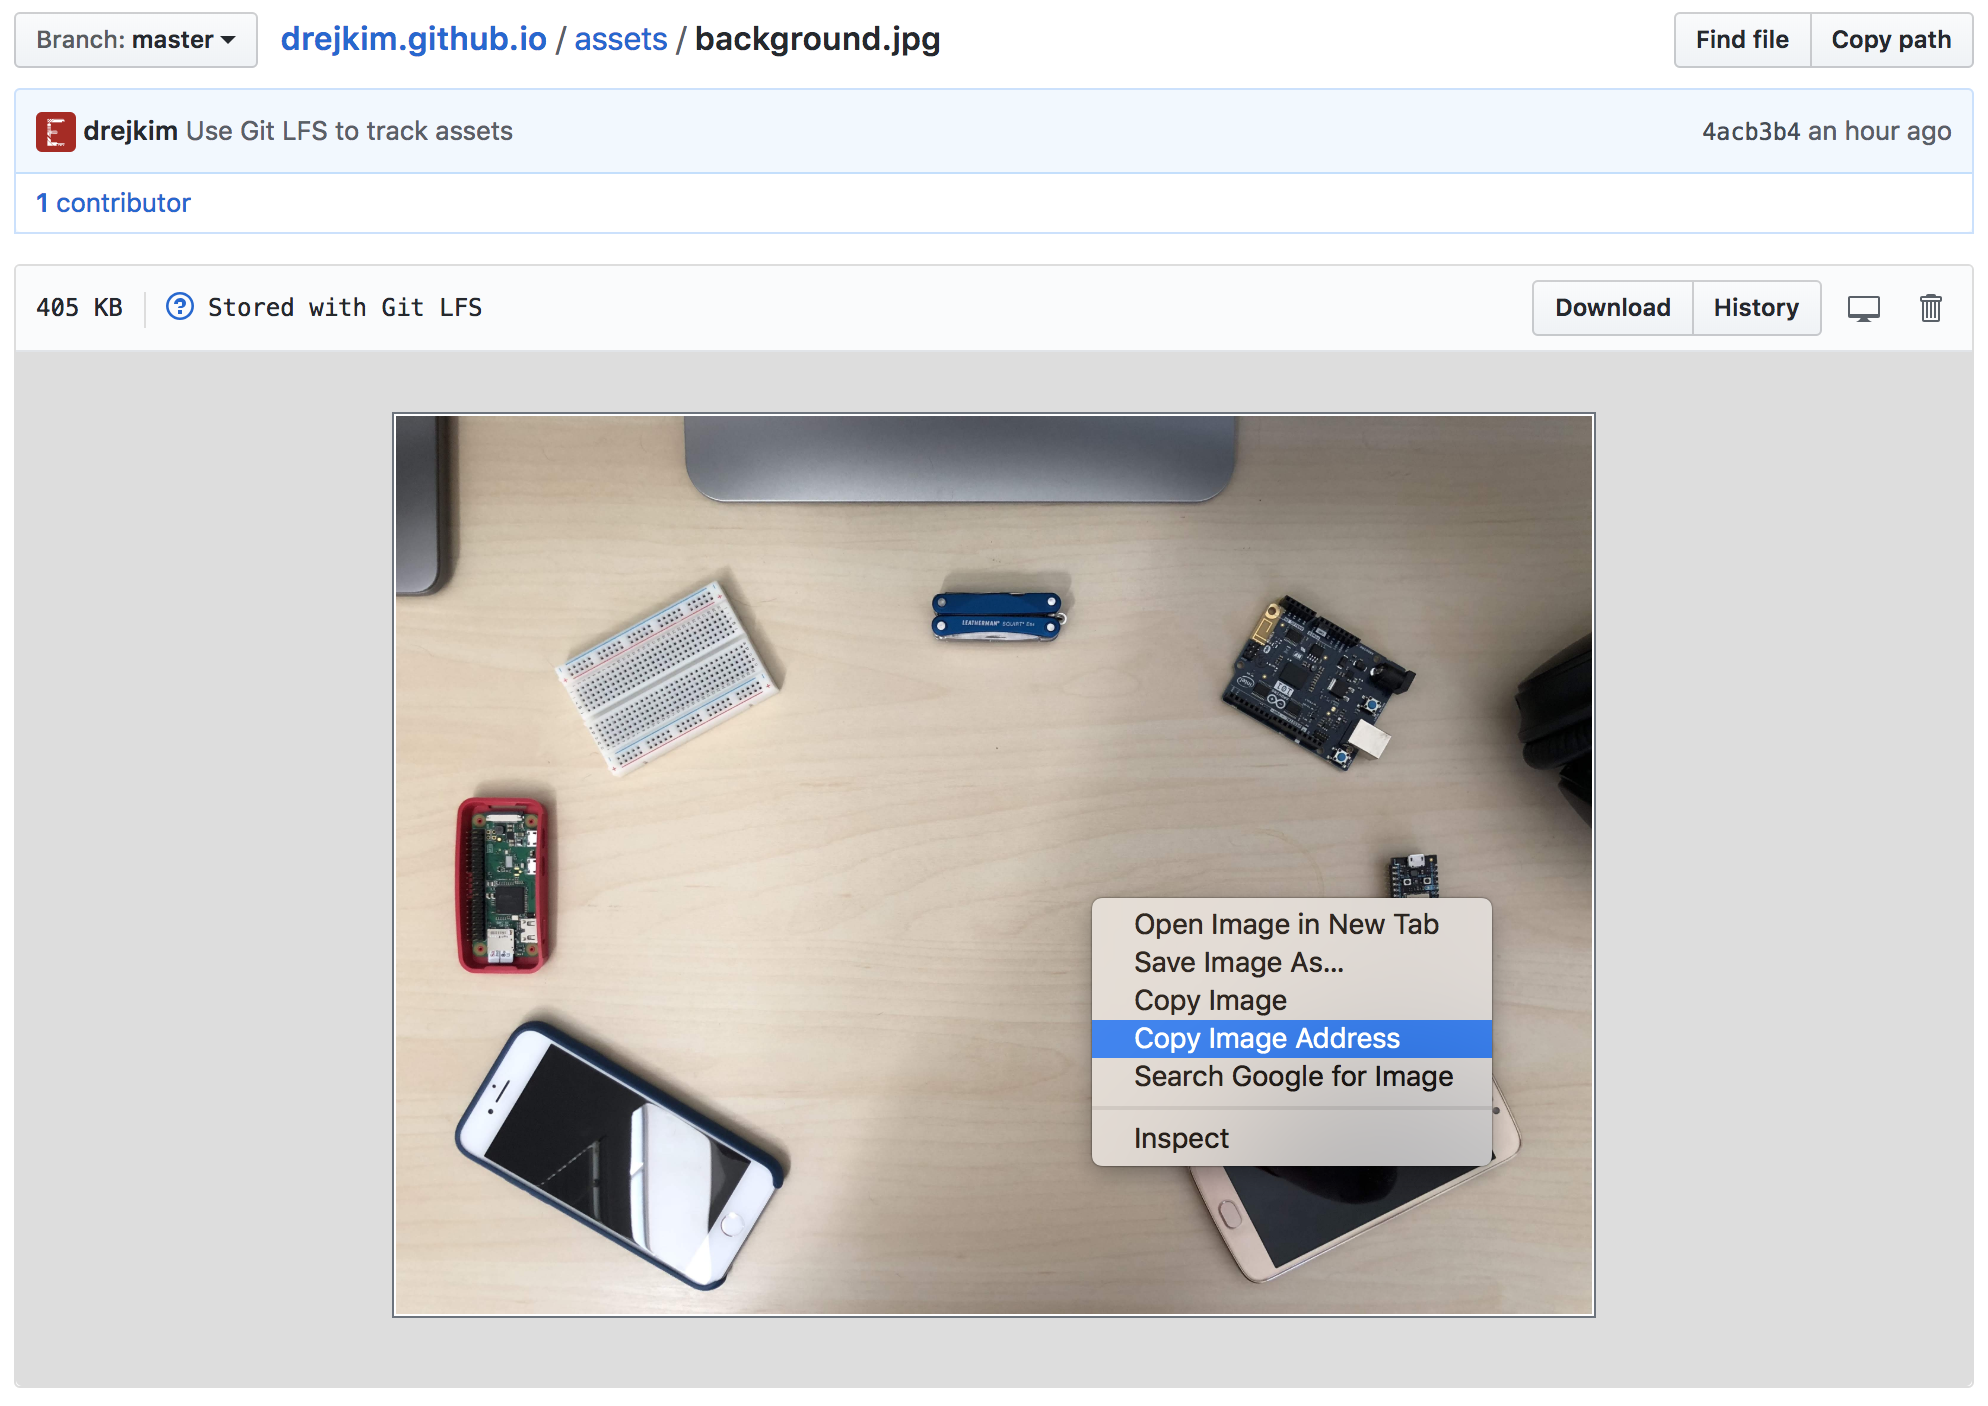 Branch: master
drejkim.github.io / assets / background.jpg
Find file
Copy path
drejkim Use Git LFS to track assets
4acb3b4 an hour ago
1 contributor
405 KB
Stored with Git LFS
Download
History
LEATHERMAN
Open Image in New Tab
Save Image As...
Copy Image
Copy Image Address
Search Google for Image
Inspect